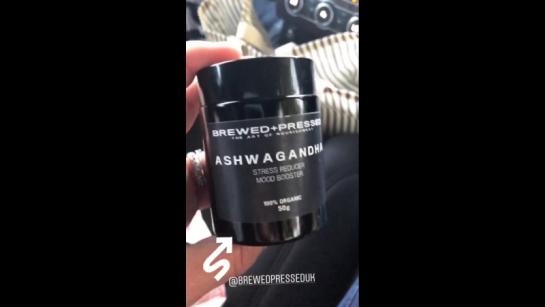 BREWED+PRESSED
THE ART OF NOURISHMENT
ASHWAGANDHA
STRESS REDUCER
MOOD BOOSTER
100% ORGANIC
50g
@BREWEDPRESSEDUK